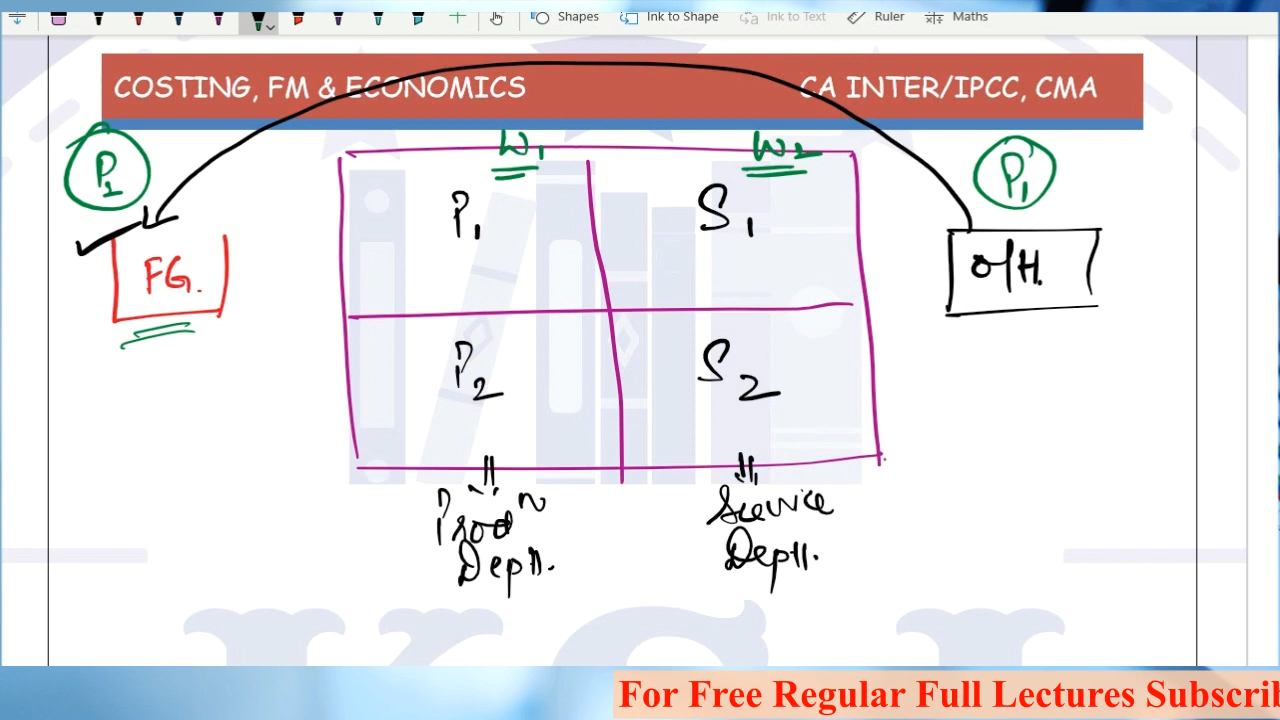 Shapes Ink to Shape Ink to Text Ruler Maths
COSTING, FM & ECONOMICS CA INTER/IPCC, CMA
W1 W2
P1 P1
FG. P1 S1 O/H.
P2 S2
Prodn Service
Deptt. Deptt.
For Free Regular Full Lectures Subscrib